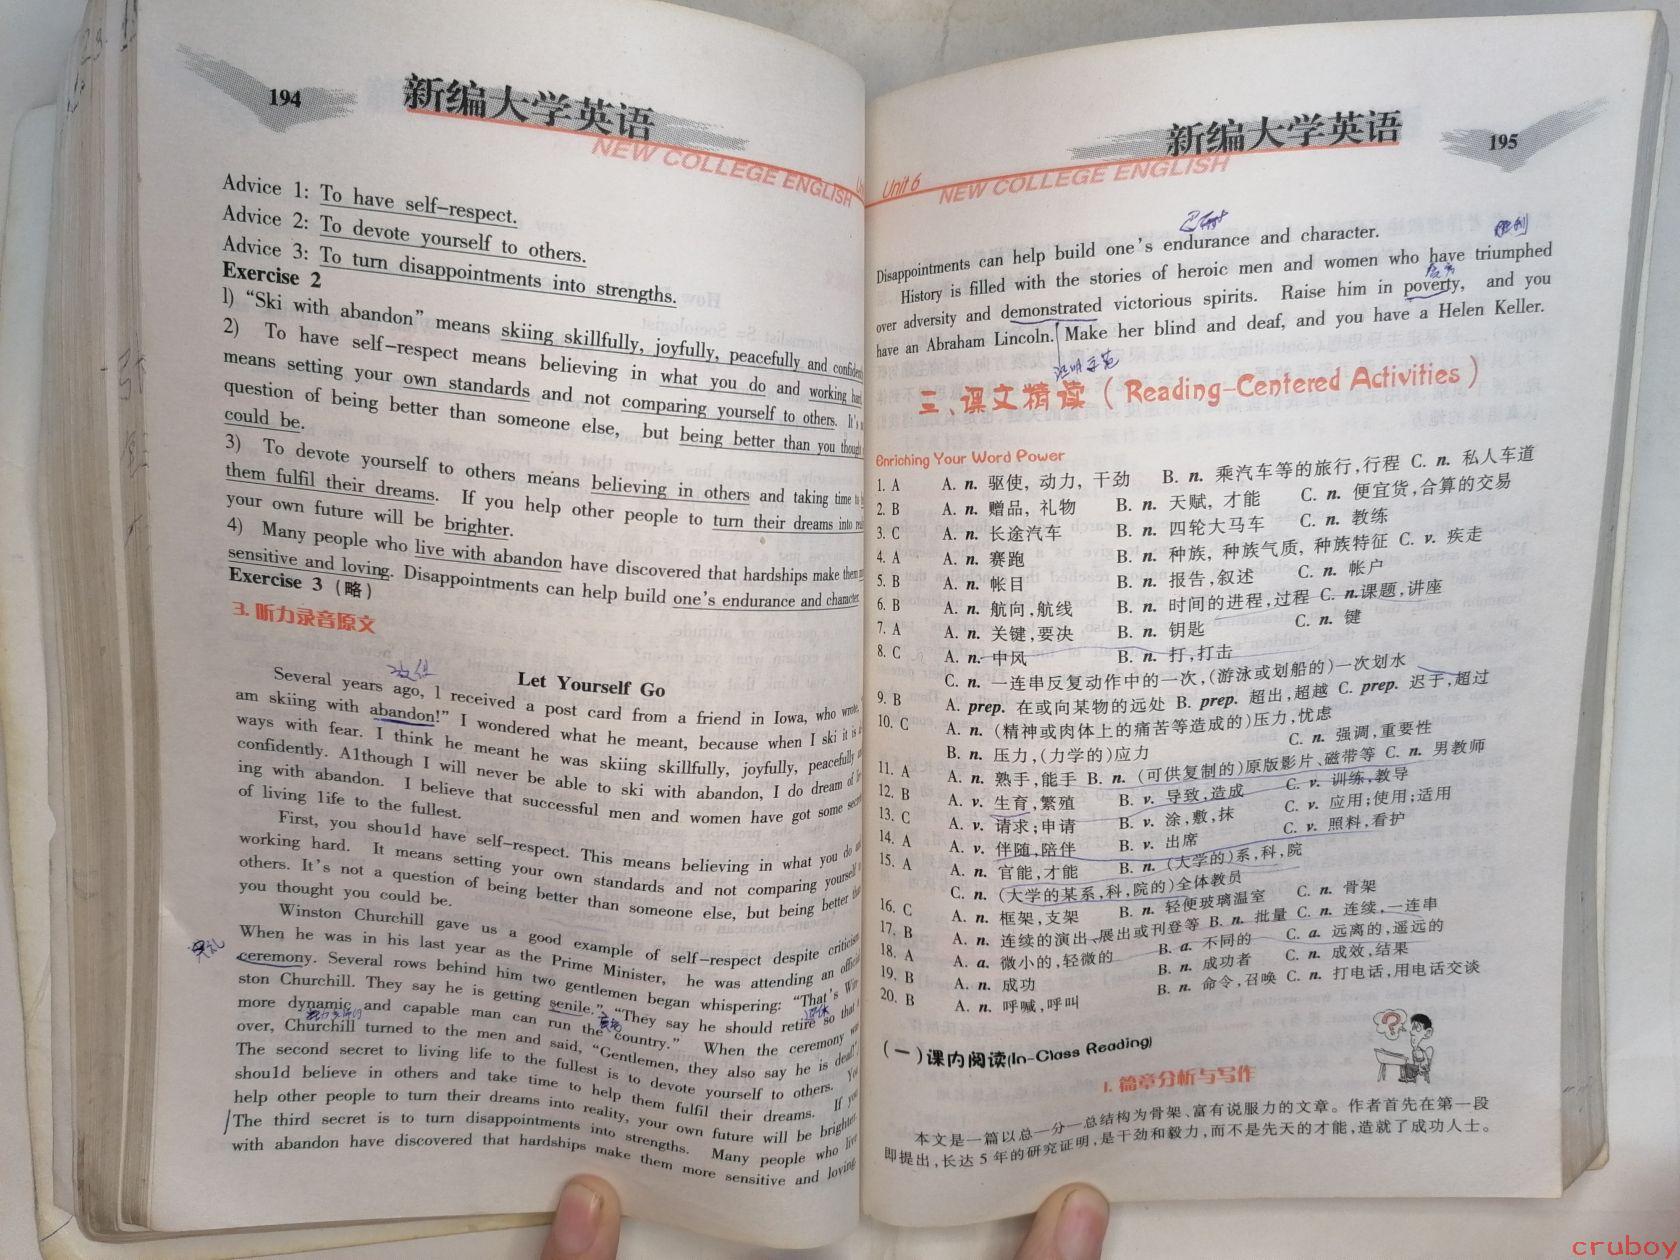 194
新编大学英语
NEW COLLEGE ENGLISH
Advice 1: To have self-respect.
Advice 2: To devote yourself to others.
Advice 3: To turn disappointments into strengths.
Exercise 2
1) “Ski with abandon” means skiing skillfully, joyfully, peacefully and
2) To have self-respect means believing in what you do and working
means setting your own standards and not comparing yourself to others. It's
question of being better than someone else, but being better than you
could be.
3) To devote yourself to others means believing in others and taking time
them fulfil their dreams. If you help other people to turn their dreams into
your own future will be brighter.
4) Many people who live with abandon have discovered that hardships make them
sensitive and loving. Disappointments can help build one's endurance and character.
Exercise 3 (略)
3. 听力录音原文
Let Yourself Go
Several years ago, I received a post card from a friend in Iowa, who wrote,
am skiing with abandon!” I wondered what he meant, because when I ski it is
ways with fear. I think he meant he was skiing skillfully, joyfully, peacefully
confidently. Although I will never be able to ski with abandon, I do dream of
ing with abandon. I believe that successful men and women have got some
of living life to the fullest.
First, you should have self-respect. This means believing in what you do
working hard. It means setting your own standards and not comparing yourself
others. It's not a question of being better than someone else, but being better than
you thought you could be.
Winston Churchill gave us a good example of self-respect despite criticism.
When he was in his last year as the Prime Minister, he was attending an
ceremony. Several rows behind him two gentlemen began whispering: “That's
ston Churchill. They say he is getting senile.” “They say he should retire so that
more dynamic and capable man can run the country.” When the ceremony was
over, Churchill turned to the men and said, “Gentlemen, they also say he is deaf!”
The second secret to living life to the fullest is to devote yourself to others. You
should believe in others and take time to help them fulfil their dreams. If you
help other people to turn their dreams into reality, your own future will be brighter.
The third secret is to turn disappointments into strengths. Many people who live
with abandon have discovered that hardships make them more sensitive and loving.
Unit 6
新编大学英语
NEW COLLEGE ENGLISH
195
胜利
Disappointments can help build one's endurance and character.
History is filled with the stories of heroic men and women who have triumphed
over adversity and demonstrated victorious spirits. Raise him in poverty, and you
have an Abraham Lincoln. Make her blind and deaf, and you have a Helen Keller.
三、课文精读 (Reading-Centered Activities)
Enriching Your Word Power
1. A A. n. 驱使, 动力, 干劲 B. n. 乘汽车等的旅行,行程 C. n. 私人车道
2. B A. n. 赠品, 礼物 B. n. 天赋, 才能 C. n. 便宜货,合算的交易
3. C A. n. 长途汽车 B. n. 四轮大马车 C. n. 教练
4. A A. n. 赛跑 B. n. 种族, 种族气质, 种族特征 C. v. 疾走
5. B A. n. 帐目 B. n. 报告,叙述 C. n. 帐户
6. B A. n. 航向,航线 B. n. 时间的进程,过程 C. n.课题,讲座
7. A A. n. 关键,要决 B. n. 钥匙 C. n. 键
8. C A. n. 中风 B. n. 打,打击
C. n. 一连串反复动作中的一次,(游泳或划船的)一次划水
9. B A. prep. 在或向某物的远处 B. prep. 超出,超越 C. prep. 迟于,超过
10. C A. n. (精神或肉体上的痛苦等造成的)压力,忧虑
B. n. 压力,(力学的)应力 C. n. 强调,重要性
11. A A. n. 熟手,能手 B. n. (可供复制的)原版影片、磁带等 C. n. 男教师
12. B A. v. 生育,繁殖 B. v. 导致,造成 C. v. 训练,教导
13. C A. v. 请求;申请 B. v. 涂,敷,抹 C. v. 应用;使用;适用
14. A A. v. 伴随,陪伴 B. v. 出席 C. v. 照料,看护
15. A A. n. 官能,才能 B. n. (大学的)系,科,院
C. n. (大学的某系,科,院的)全体教员
16. C A. n. 框架,支架 B. n. 轻便玻璃温室 C. n. 骨架
17. B A. n. 连续的演出、展出或刊登等 B. n. 批量 C. n. 连续,一连串
18. A A. a. 微小的,轻微的 B. a. 不同的 C. a. 远离的,遥远的
19. B A. n. 成功 B. n. 成功者 C. n. 成效,结果
20. B A. n. 呼喊,呼叫 B. n. 命令,召唤 C. n. 打电话,用电话交谈
(一)课内阅读(In-Class Reading)
1. 篇章分析与写作
本文是一篇以总—分—总结构为骨架、富有说服力的文章。作者首先在第一段
即提出,长达 5 年的研究证明,是干劲和毅力,而不是先天的才能,造就了成功人士。
cruboy